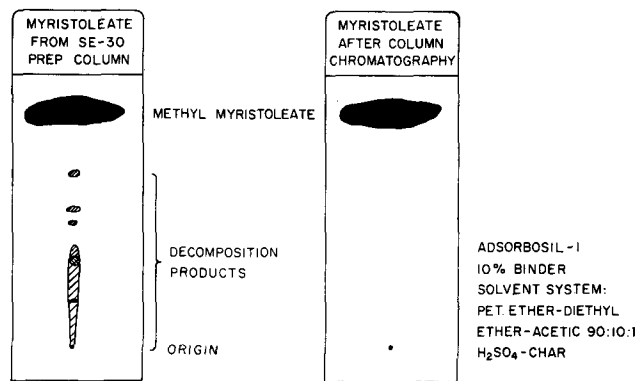 MYRISTOLEATE
FROM SE-30
PREP COLUMN
MYRISTOLEATE
AFTER COLUMN
CHROMATOGRAPHY
METHYL MYRISTOLEATE
DECOMPOSITION
PRODUCTS
ORIGIN
ADSORBOSIL-1
10% BINDER
SOLVENT SYSTEM:
PET. ETHER-DIETHYL
ETHER-ACETIC 90:10:1
H₂SO₄-CHAR